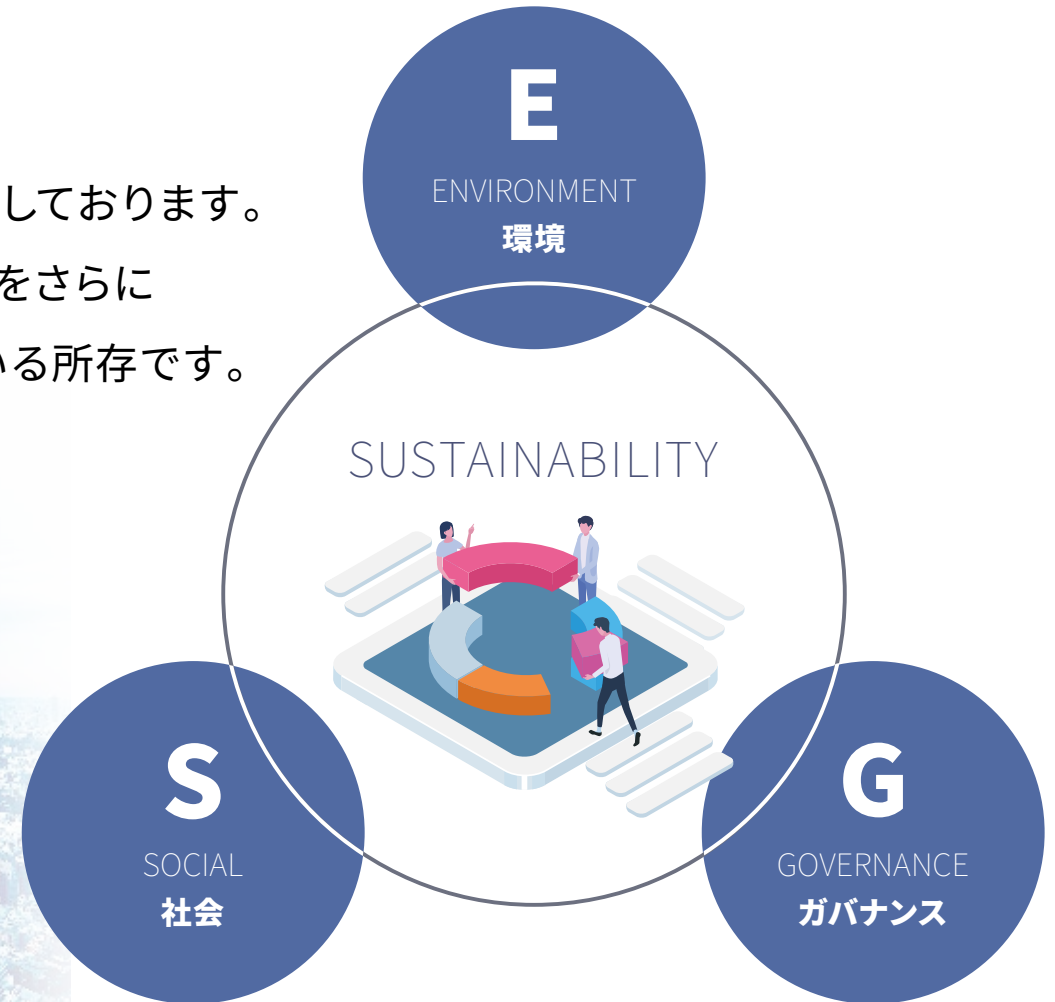 しております。
をさらに
いる所存です。
E
ENVIRONMENT
環境
SUSTAINABILITY
S
SOCIAL
社会
G
GOVERNANCE
ガバナンス